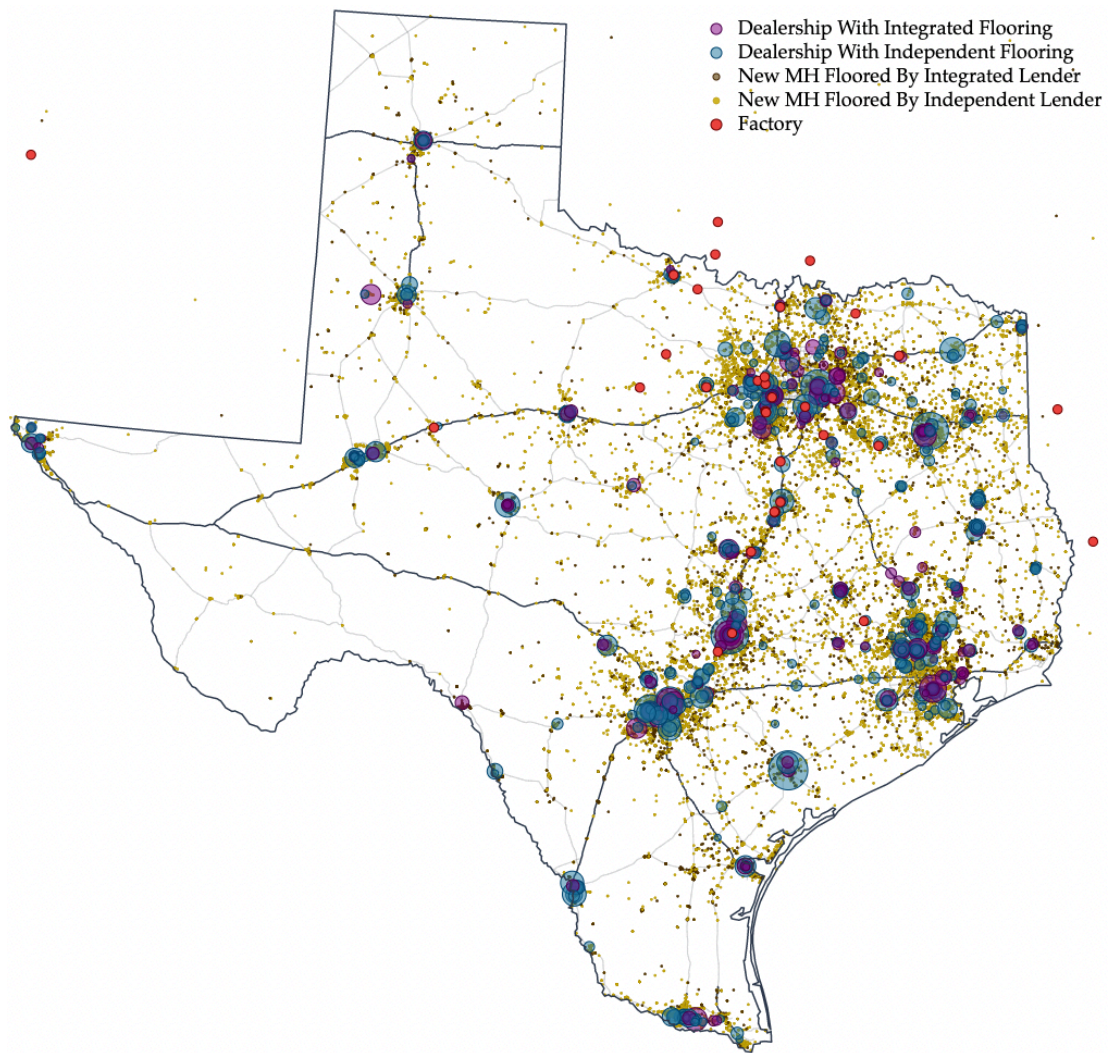 Dealership With Integrated Flooring
Dealership With Independent Flooring
New MH Floored By Integrated Lender
New MH Floored By Independent Lender
Factory